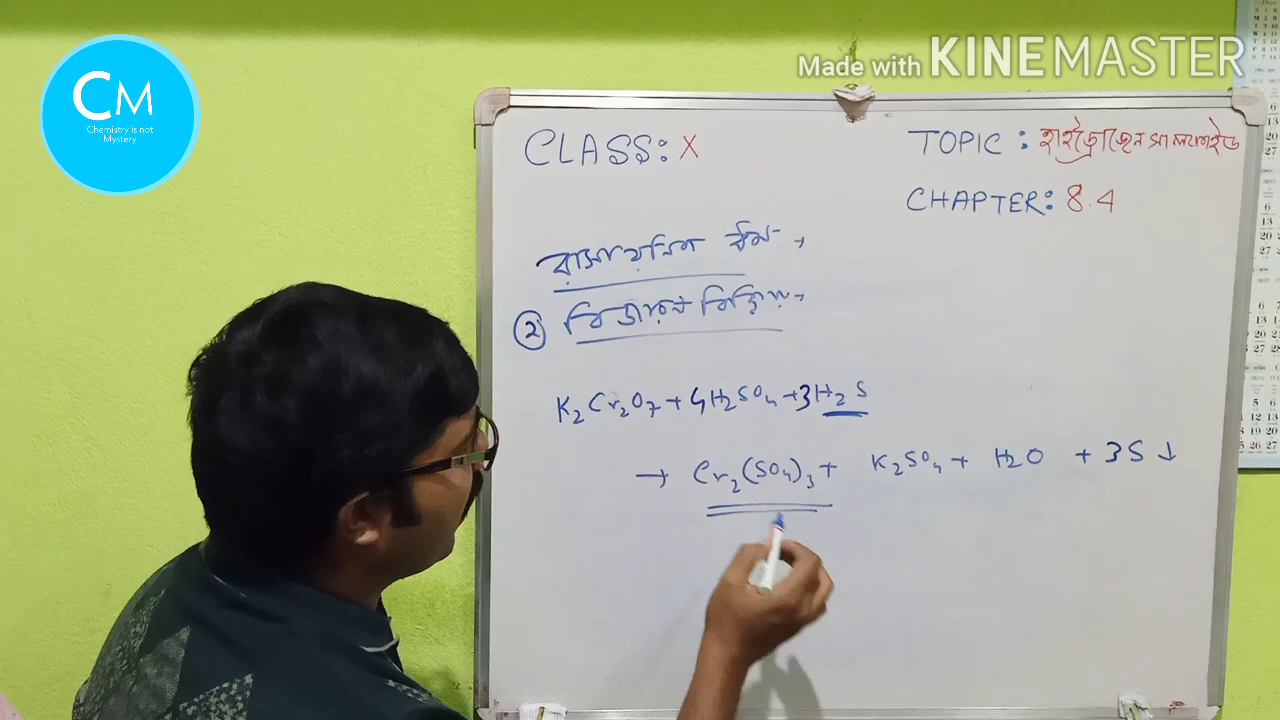 CM
Chemistry is not
Mystery
Made with KINEMASTER
CLASS: X
TOPIC : হাইড্রোজেন সালফাইড
CHAPTER: 8.4
রাসায়নিক ধর্ম →
② বিজারণ বিক্রিয়া →
K₂Cr₂O₇ + 4H₂SO₄ + 3H₂S
→ Cr₂(SO₄)₃ + K₂SO₄ + H₂O + 3S ↓